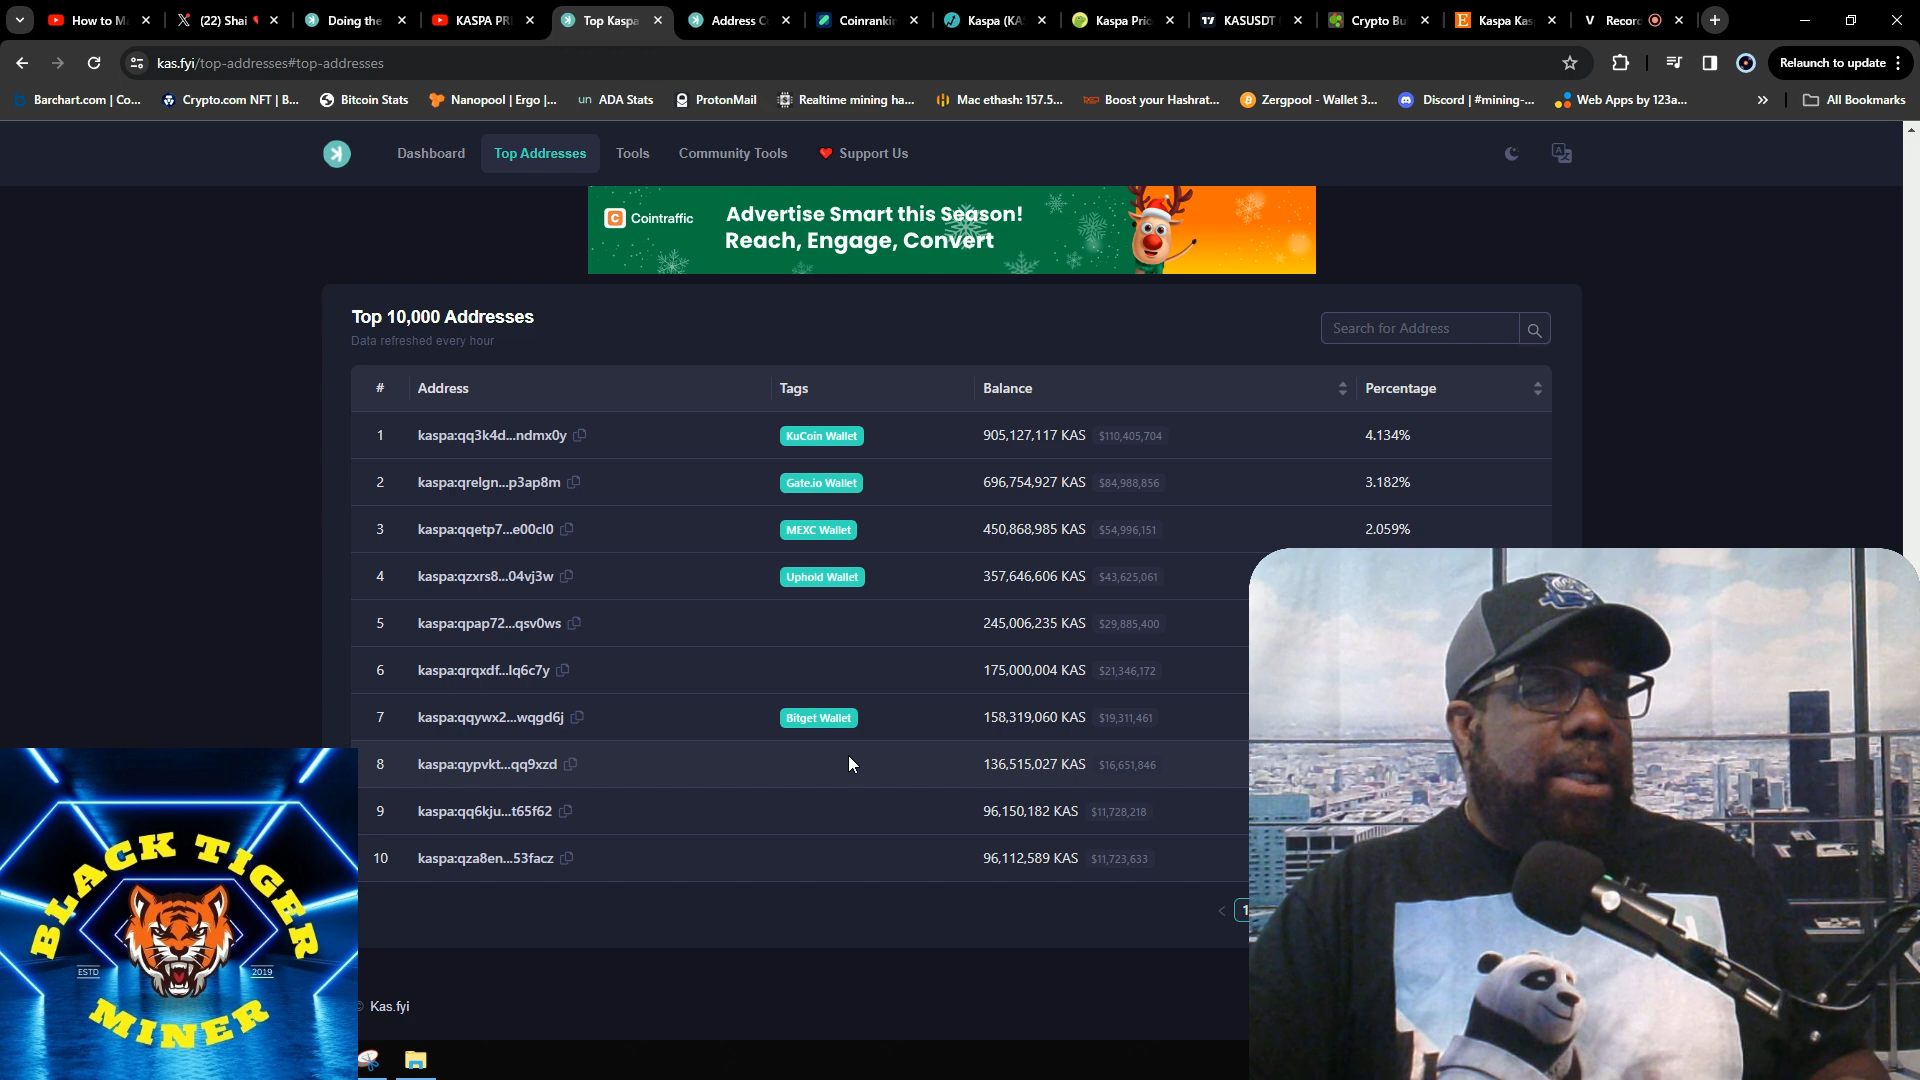 How to M
(22) Shai
Doing the
KASPA PR
Top Kaspa
Address C
Coinrankin
Kaspa (KA
Kaspa Pric
KASUSDT
Crypto Bu
Kaspa Kas
Recor
kas.fyi/top-addresses#top-addresses
Relaunch to update
Barchart.com | Co...
Crypto.com NFT | B...
Bitcoin Stats
Nanopool | Ergo |...
ADA Stats
ProtonMail
Realtime mining ha...
Mac ethash: 157.5...
Boost your Hashrat...
Zergpool - Wallet 3...
Discord | #mining-...
Web Apps by 123a...
All Bookmarks
Dashboard
Top Addresses
Tools
Community Tools
Support Us
Cointraffic
Advertise Smart this Season!
Reach, Engage, Convert
Top 10,000 Addresses
Data refreshed every hour
Search for Address
# Address Tags Balance Percentage
1 kaspa:qq3k4d...ndmx0y KuCoin Wallet 905,127,117 KAS $110,405,704 4.134%
2 kaspa:qrelgn...p3ap8m Gate.io Wallet 696,754,927 KAS $84,988,856 3.182%
3 kaspa:qqetp7...e00cl0 MEXC Wallet 450,868,985 KAS $54,996,151 2.059%
4 kaspa:qzxrs8...04vj3w Uphold Wallet 357,646,606 KAS $43,625,061
5 kaspa:qpap72...qsv0ws 245,006,235 KAS $29,885,400
6 kaspa:qrqxdf...lq6c7y 175,000,004 KAS $21,346,172
7 kaspa:qqywx2...wqgd6j Bitget Wallet 158,319,060 KAS $19,311,461
8 kaspa:qypvkt...qq9xzd 136,515,027 KAS $16,651,846
9 kaspa:qq6kju...t65f62 96,150,182 KAS $11,728,218
10 kaspa:qza8en...53facz 96,112,589 KAS $11,723,633
1
Kas.fyi
BLACK TIGER
ESTD 2019
MINER